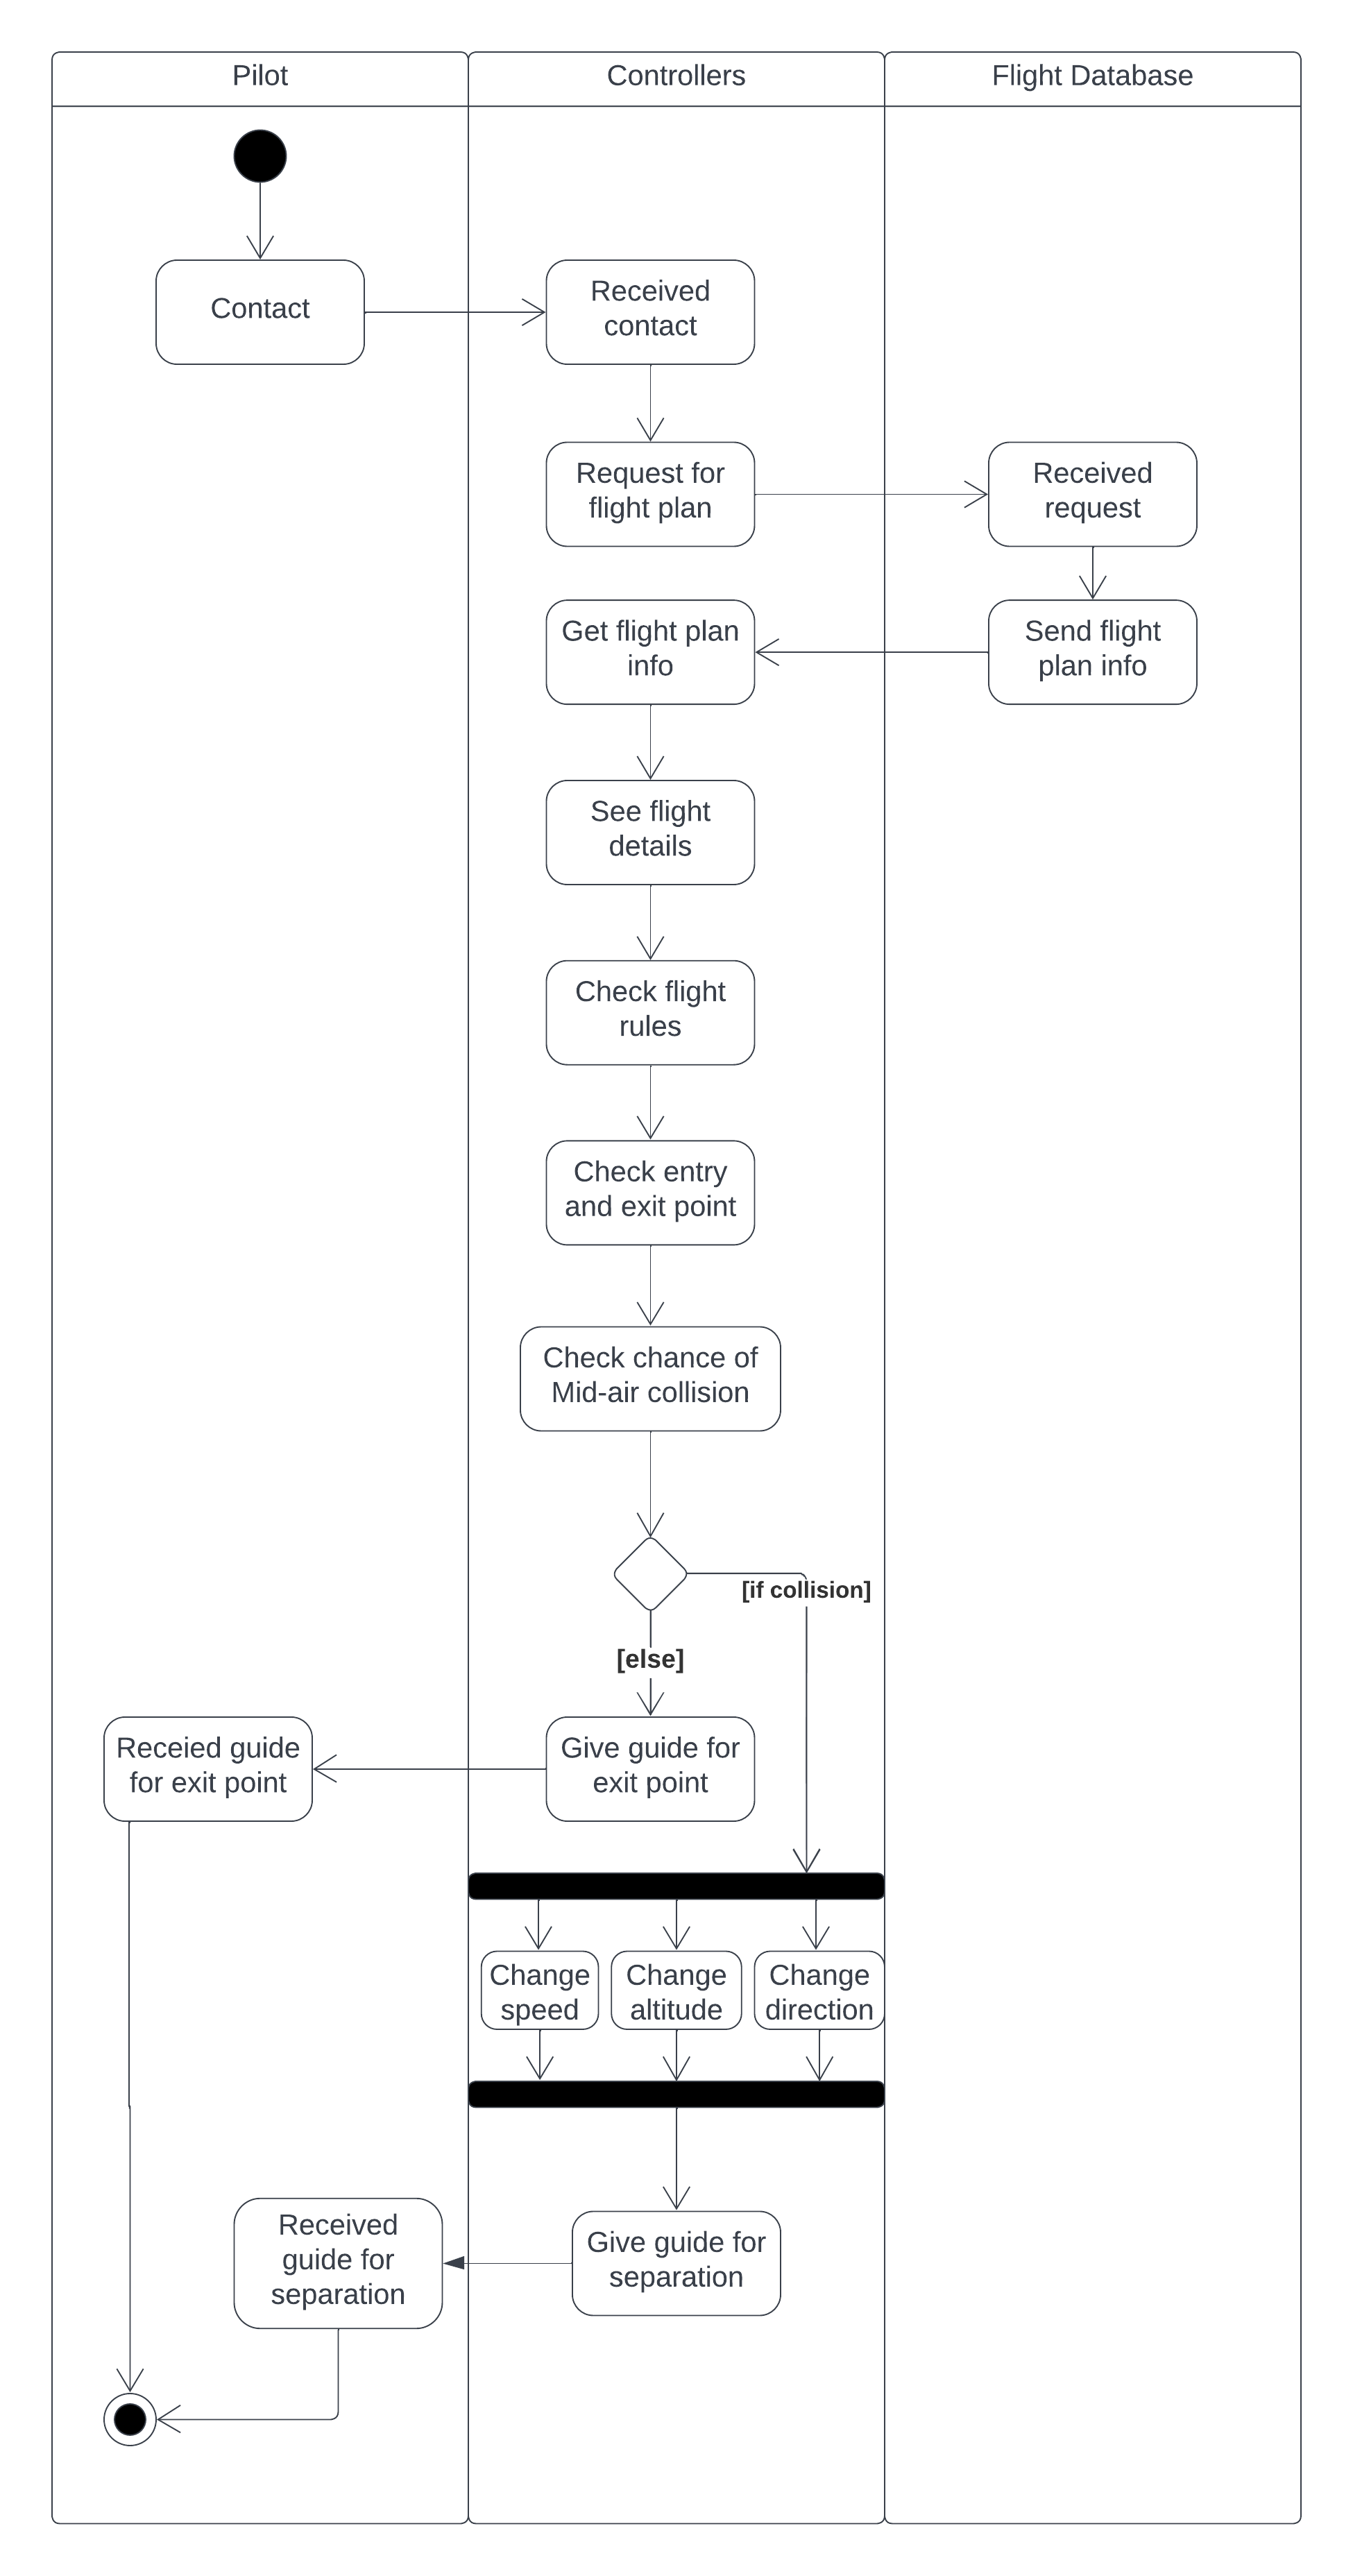 Pilot
Controllers
Flight Database
Contact
Received
contact
Request for
flight plan
Received
request
Get flight plan
info
Send flight
plan info
See flight
details
Check flight
rules
Check entry
and exit point
Check chance of
Mid-air collision
[if collision]
[else]
Receied guide
for exit point
Give guide for
exit point
Change
speed
Change
altitude
Change
direction
Received
guide for
separation
Give guide for
separation